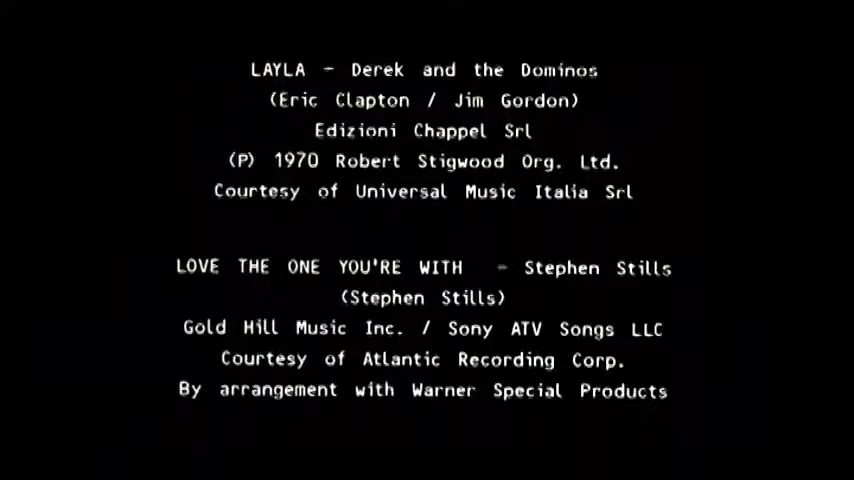 LAYLA - Derek and the Dominos
(Eric Clapton / Jim Gordon)
Edizioni Chappel Srl
(P) 1970 Robert Stigwood Org. Ltd.
Courtesy of Universal Music Italia Srl
LOVE THE ONE YOU'RE WITH - Stephen Stills
(Stephen Stills)
Gold Hill Music Inc. / Sony ATV Songs LLC
Courtesy of Atlantic Recording Corp.
By arrangement with Warner Special Products